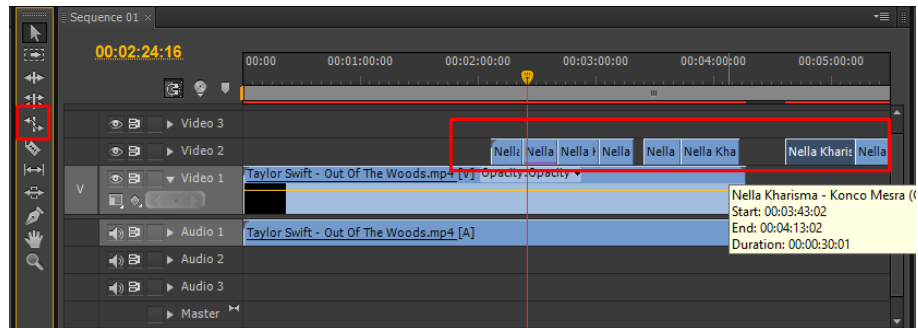 Sequence 01 ×
00:02:24:16
00:00 00:01:00:00 00:02:00:00 00:03:00:00 00:04:00:00 00:05:00:00
Video 3
Video 2 Nella Nella Nella K Nella Nella Nella Kha Nella Kharis Nella
V Video 1 Taylor Swift - Out Of The Woods.mp4 [V] Opacity:Opacity
Nella Kharisma - Konco Mesra (O
Start: 00:03:43:02
End: 00:04:13:02
Duration: 00:00:30:01
Audio 1 Taylor Swift - Out Of The Woods.mp4 [A]
Audio 2
Audio 3
Master